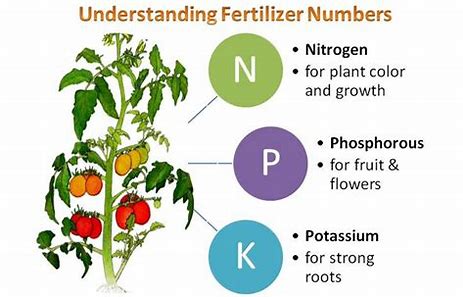 Understanding Fertilizer Numbers
N
• Nitrogen
• for plant color
and growth
P
• Phosphorous
• for fruit &
flowers
K
• Potassium
• for strong
roots